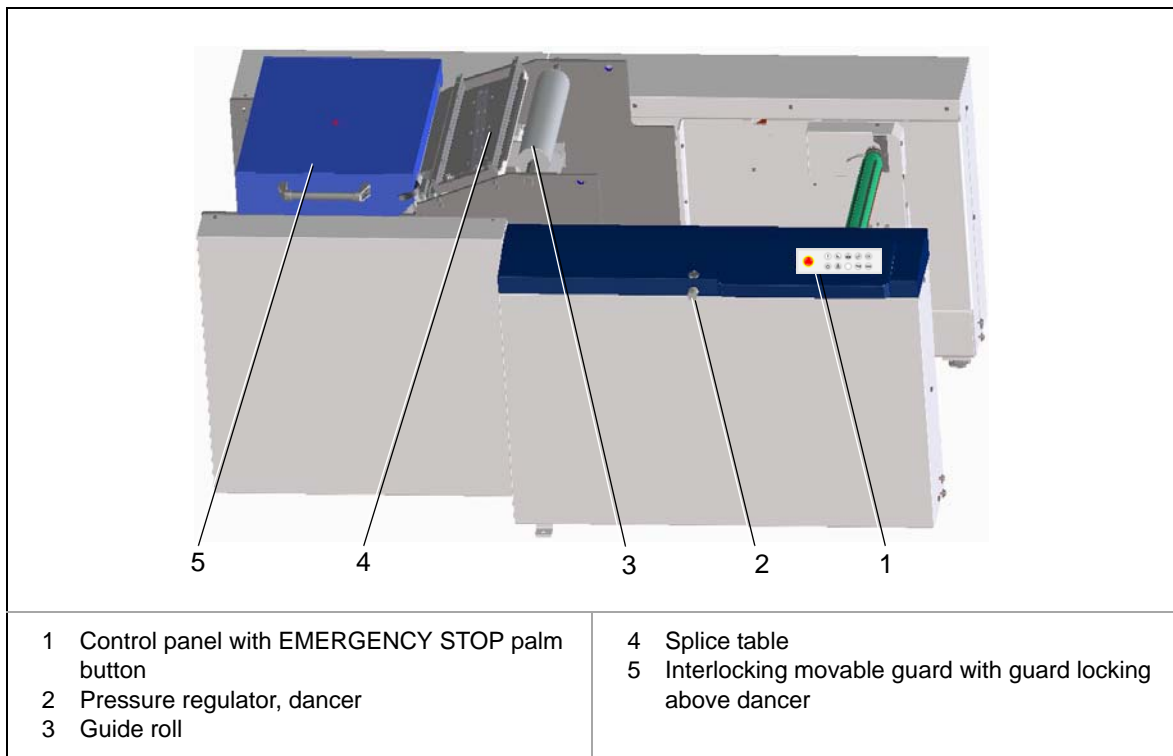 5 4 3 2 1
1 Control panel with EMERGENCY STOP palm
button
2 Pressure regulator, dancer
3 Guide roll
4 Splice table
5 Interlocking movable guard with guard locking
above dancer